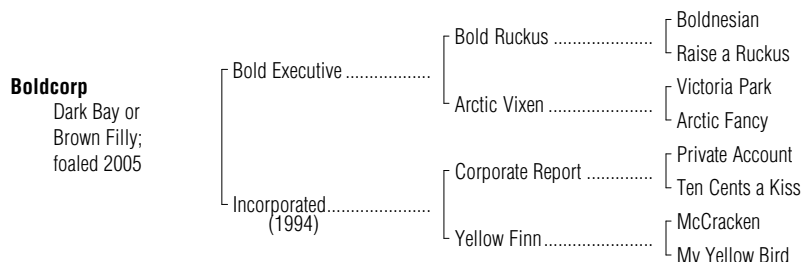 Boldnesian
Bold Rukus ....................
Raise a Ruckus
Bold Executive .................
Boldcorp
Victoria Park
Dark Bay or
Arctic Vixen .....................
Arctic Fancy
Brown Filly;
foaled 2005
Private Account
Corporate Report .............
Ten Cents a Kiss
Incorporated.....................
(1994)
McCracken
Yellow Finn......................
My Yellow Bird